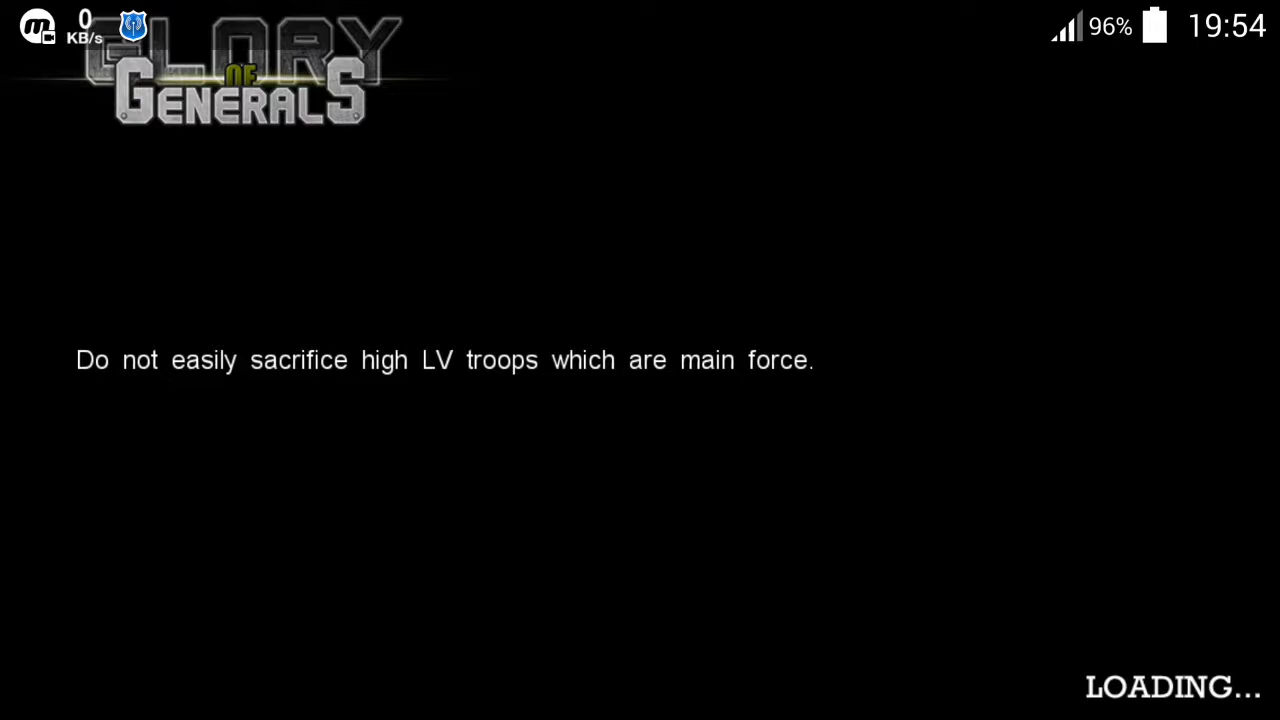 0
KB/s
96%
19:54
GLORY
OF
GENERALS
Do not easily sacrifice high LV troops which are main force.
LOADING...